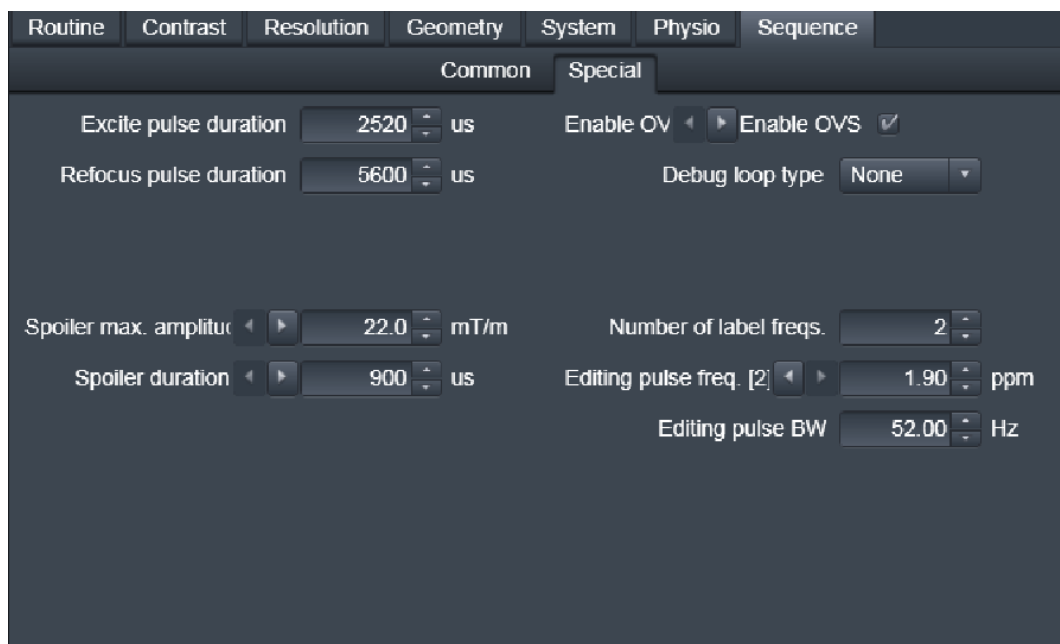 Routine Contrast Resolution Geometry System Physio Sequence
Common Special
Excite pulse duration 2520 us Enable OV Enable OVS
Refocus pulse duration 5600 us Debug loop type None
Spoiler max. amplituc 22.0 mT/m Number of label freqs. 2
Spoiler duration 900 us Editing pulse freq. [2] 1.90 ppm
Editing pulse BW 52.00 Hz